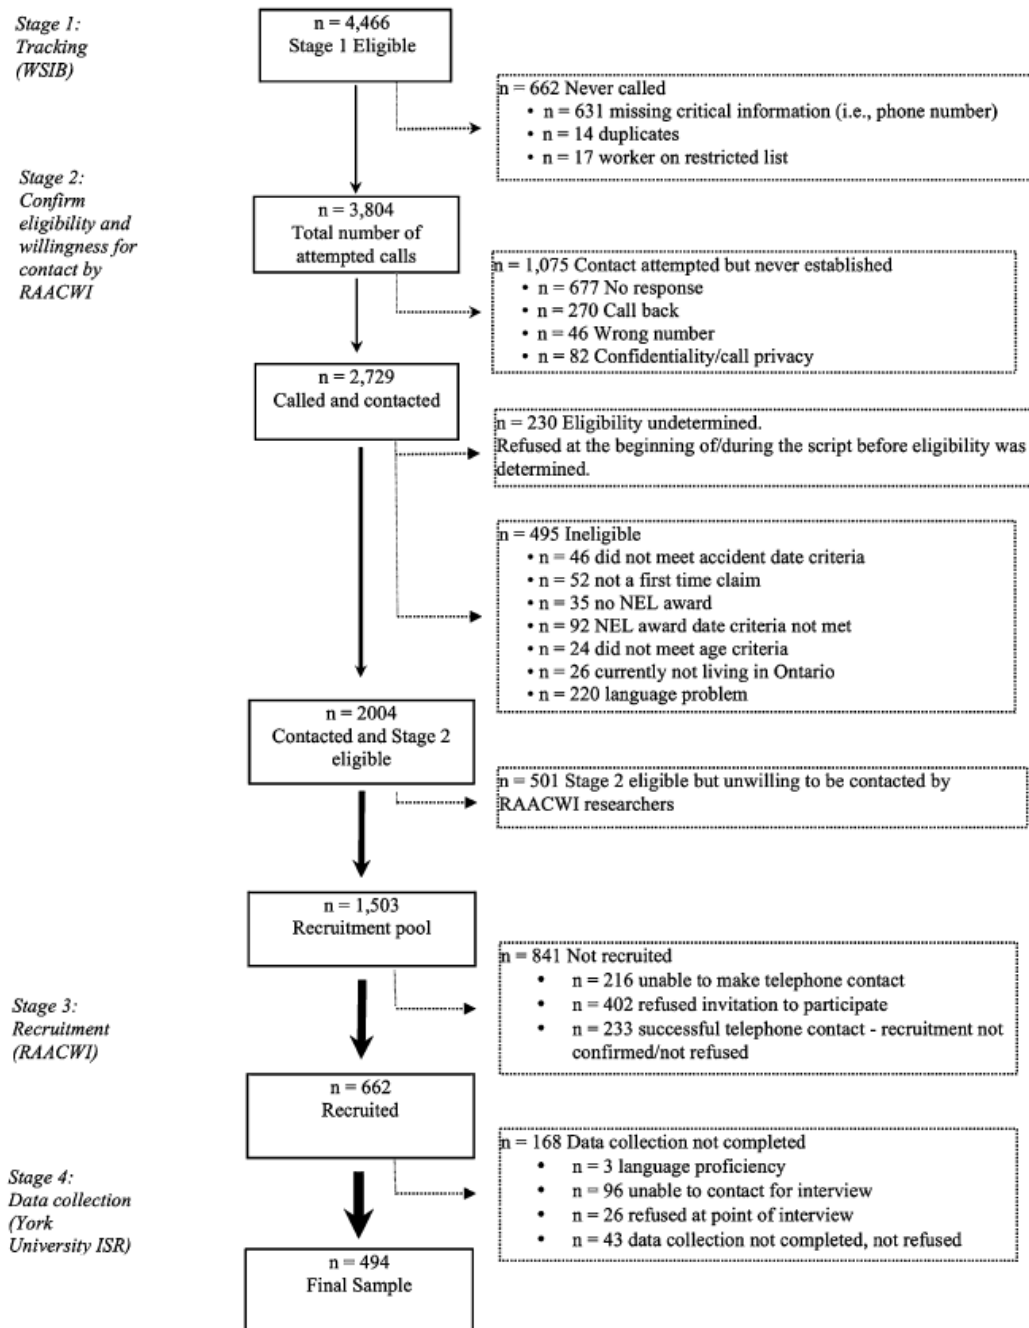 Stage 1:
Tracking
(WSIB)
n = 4,466
Stage 1 Eligible
n = 662 Never called
• n = 631 missing critical information (i.e., phone number)
• n = 14 duplicates
• n = 17 worker on restricted list
Stage 2:
Confirm
eligibility and
willingness for
contact by
RAACWI
n = 3,804
Total number of
attempted calls
n = 1,075 Contact attempted but never established
• n = 677 No response
• n = 270 Call back
• n = 46 Wrong number
• n = 82 Confidentiality/call privacy
n = 2,729
Called and contacted
n = 230 Eligibility undetermined.
Refused at the beginning of/during the script before eligibility was
determined.
n = 495 Ineligible
• n = 46 did not meet accident date criteria
• n = 52 not a first time claim
• n = 35 no NEL award
• n = 92 NEL award date criteria not met
• n = 24 did not meet age criteria
• n = 26 currently not living in Ontario
• n = 220 language problem
n = 2004
Contacted and Stage 2
eligible
n = 501 Stage 2 eligible but unwilling to be contacted by
RAACWI researchers
n = 1,503
Recruitment pool
n = 841 Not recruited
• n = 216 unable to make telephone contact
• n = 402 refused invitation to participate
• n = 233 successful telephone contact - recruitment not
confirmed/not refused
Stage 3:
Recruitment
(RAACWI)
n = 662
Recruited
n = 168 Data collection not completed
• n = 3 language proficiency
• n = 96 unable to contact for interview
• n = 26 refused at point of interview
• n = 43 data collection not completed, not refused
Stage 4:
Data collection
(York
University ISR)
n = 494
Final Sample